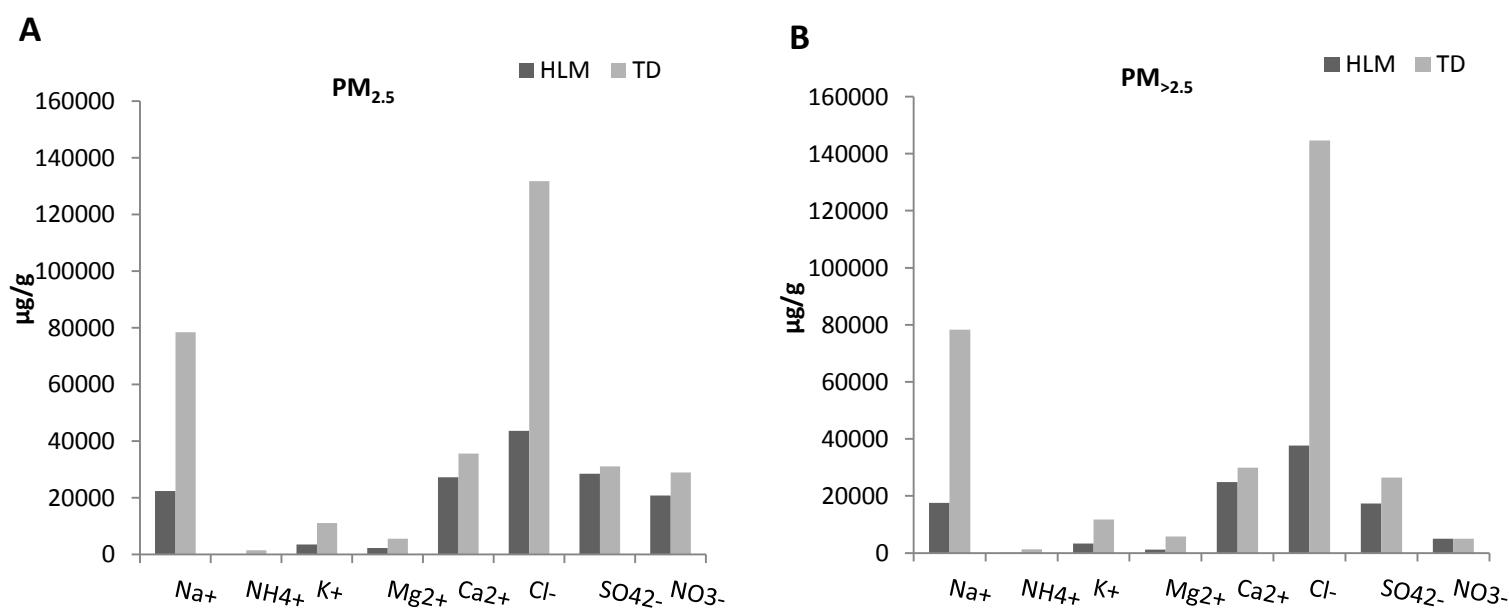 A
HLM TD
PM2.5
160000
140000
120000
100000
80000
60000
40000
20000
0
µg/g
Na+ NH4+ K+ Mg2+ Ca2+ Cl- SO42- NO3-
B
HLM TD
PM>2.5
160000
140000
120000
100000
80000
60000
40000
20000
0
µg/g
Na+ NH4+ K+ Mg2+ Ca2+ Cl- SO42- NO3-